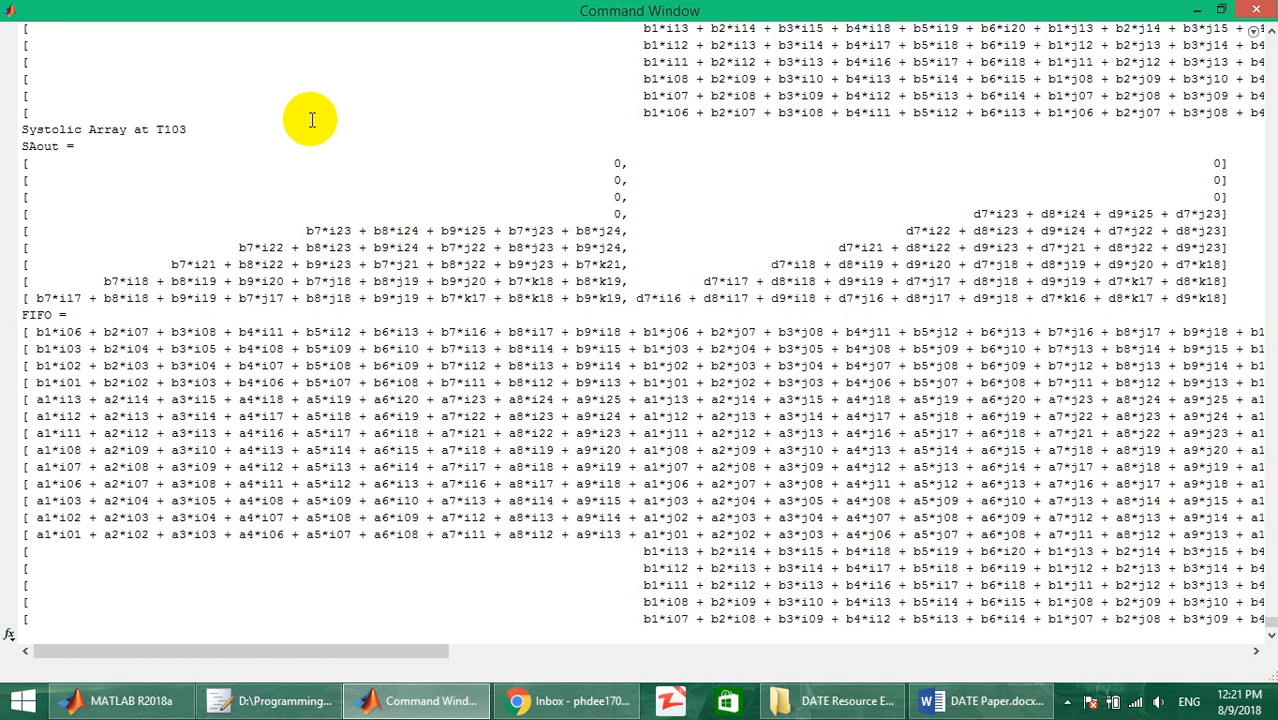 Command Window
[ b1*i13 + b2*i14 + b3*i15 + b4*i18 + b5*i19 + b6*i20 + b1*j13 + b2*j14 + b3*j15 + b4
[ b1*i12 + b2*i13 + b3*i14 + b4*i17 + b5*i18 + b6*i19 + b1*j12 + b2*j13 + b3*j14 + b4
[ b1*i11 + b2*i12 + b3*i13 + b4*i16 + b5*i17 + b6*i18 + b1*j11 + b2*j12 + b3*j13 + b4
[ b1*i08 + b2*i09 + b3*i10 + b4*i13 + b5*i14 + b6*i15 + b1*j08 + b2*j09 + b3*j10 + b4
[ b1*i07 + b2*i08 + b3*i09 + b4*i12 + b5*i13 + b6*i14 + b1*j07 + b2*j08 + b3*j09 + b4
[ b1*i06 + b2*i07 + b3*i08 + b4*i11 + b5*i12 + b6*i13 + b1*j06 + b2*j07 + b3*j08 + b4
Systolic Array at T103
SAout =
[ 0, 0]
[ 0, 0]
[ 0, 0]
[ 0, d7*i23 + d8*i24 + d9*i25 + d7*j23]
[ b7*i23 + b8*i24 + b9*i25 + b7*j23 + b8*j24, d7*i22 + d8*i23 + d9*i24 + d7*j22 + d8*j23]
[ b7*i22 + b8*i23 + b9*i24 + b7*j22 + b8*j23 + b9*j24, d7*i21 + d8*i22 + d9*i23 + d7*j21 + d8*j22 + d9*j23]
[ b7*i21 + b8*i22 + b9*i23 + b7*j21 + b8*j22 + b9*j23 + b7*k21, d7*i18 + d8*i19 + d9*i20 + d7*j18 + d8*j19 + d9*j20 + d7*k18]
[ b7*i18 + b8*i19 + b9*i20 + b7*j18 + b8*j19 + b9*j20 + b7*k18 + b8*k19, d7*i17 + d8*i18 + d9*i19 + d7*j17 + d8*j18 + d9*j19 + d7*k17 + d8*k18]
[ b7*i17 + b8*i18 + b9*i19 + b7*j17 + b8*j18 + b9*j19 + b7*k17 + b8*k18 + b9*k19, d7*i16 + d8*i17 + d9*i18 + d7*j16 + d8*j17 + d9*j18 + d7*k16 + d8*k17 + d9*k18]
FIFO =
[ b1*i06 + b2*i07 + b3*i08 + b4*i11 + b5*i12 + b6*i13 + b7*i16 + b8*i17 + b9*i18 + b1*j06 + b2*j07 + b3*j08 + b4*j11 + b5*j12 + b6*j13 + b7*j16 + b8*j17 + b9*j18 + b1
[ b1*i03 + b2*i04 + b3*i05 + b4*i08 + b5*i09 + b6*i10 + b7*i13 + b8*i14 + b9*i15 + b1*j03 + b2*j04 + b3*j05 + b4*j08 + b5*j09 + b6*j10 + b7*j13 + b8*j14 + b9*j15 + b1
[ b1*i02 + b2*i03 + b3*i04 + b4*i07 + b5*i08 + b6*i09 + b7*i12 + b8*i13 + b9*i14 + b1*j02 + b2*j03 + b3*j04 + b4*j07 + b5*j08 + b6*j09 + b7*j12 + b8*j13 + b9*j14 + b1
[ b1*i01 + b2*i02 + b3*i03 + b4*i06 + b5*i07 + b6*i08 + b7*i11 + b8*i12 + b9*i13 + b1*j01 + b2*j02 + b3*j03 + b4*j06 + b5*j07 + b6*j08 + b7*j11 + b8*j12 + b9*j13 + b1
[ a1*i13 + a2*i14 + a3*i15 + a4*i18 + a5*i19 + a6*i20 + a7*i23 + a8*i24 + a9*i25 + a1*j13 + a2*j14 + a3*j15 + a4*j18 + a5*j19 + a6*j20 + a7*j23 + a8*j24 + a9*j25 + a1
[ a1*i12 + a2*i13 + a3*i14 + a4*i17 + a5*i18 + a6*i19 + a7*i22 + a8*i23 + a9*i24 + a1*j12 + a2*j13 + a3*j14 + a4*j17 + a5*j18 + a6*j19 + a7*j22 + a8*j23 + a9*j24 + a1
[ a1*i11 + a2*i12 + a3*i13 + a4*i16 + a5*i17 + a6*i18 + a7*i21 + a8*i22 + a9*i23 + a1*j11 + a2*j12 + a3*j13 + a4*j16 + a5*j17 + a6*j18 + a7*j21 + a8*j22 + a9*j23 + a1
[ a1*i08 + a2*i09 + a3*i10 + a4*i13 + a5*i14 + a6*i15 + a7*i18 + a8*i19 + a9*i20 + a1*j08 + a2*j09 + a3*j10 + a4*j13 + a5*j14 + a6*j15 + a7*j18 + a8*j19 + a9*j20 + a1
[ a1*i07 + a2*i08 + a3*i09 + a4*i12 + a5*i13 + a6*i14 + a7*i17 + a8*i18 + a9*i19 + a1*j07 + a2*j08 + a3*j09 + a4*j12 + a5*j13 + a6*j14 + a7*j17 + a8*j18 + a9*j19 + a1
[ a1*i06 + a2*i07 + a3*i08 + a4*i11 + a5*i12 + a6*i13 + a7*i16 + a8*i17 + a9*i18 + a1*j06 + a2*j07 + a3*j08 + a4*j11 + a5*j12 + a6*j13 + a7*j16 + a8*j17 + a9*j18 + a1
[ a1*i03 + a2*i04 + a3*i05 + a4*i08 + a5*i09 + a6*i10 + a7*i13 + a8*i14 + a9*i15 + a1*j03 + a2*j04 + a3*j05 + a4*j08 + a5*j09 + a6*j10 + a7*j13 + a8*j14 + a9*j15 + a1
[ a1*i02 + a2*i03 + a3*i04 + a4*i07 + a5*i08 + a6*i09 + a7*i12 + a8*i13 + a9*i14 + a1*j02 + a2*j03 + a3*j04 + a4*j07 + a5*j08 + a6*j09 + a7*j12 + a8*j13 + a9*j14 + a1
[ a1*i01 + a2*i02 + a3*i03 + a4*i06 + a5*i07 + a6*i08 + a7*i11 + a8*i12 + a9*i13 + a1*j01 + a2*j02 + a3*j03 + a4*j06 + a5*j07 + a6*j08 + a7*j11 + a8*j12 + a9*j13 + a1
[ b1*i13 + b2*i14 + b3*i15 + b4*i18 + b5*i19 + b6*i20 + b1*j13 + b2*j14 + b3*j15 + b4
[ b1*i12 + b2*i13 + b3*i14 + b4*i17 + b5*i18 + b6*i19 + b1*j12 + b2*j13 + b3*j14 + b4
[ b1*i11 + b2*i12 + b3*i13 + b4*i16 + b5*i17 + b6*i18 + b1*j11 + b2*j12 + b3*j13 + b4
[ b1*i08 + b2*i09 + b3*i10 + b4*i13 + b5*i14 + b6*i15 + b1*j08 + b2*j09 + b3*j10 + b4
[ b1*i07 + b2*i08 + b3*i09 + b4*i12 + b5*i13 + b6*i14 + b1*j07 + b2*j08 + b3*j09 + b4
fx
MATLAB R2018a D:\Programming... Command Wind... Inbox - phdee170... DATE Resource E... DATE Paper.docx... ENG 12:21 PM
8/9/2018